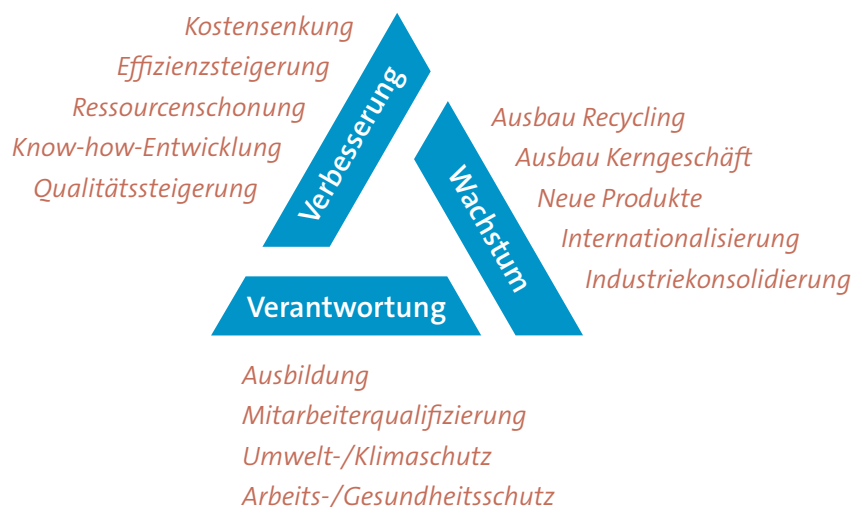 Kostensenkung
Effizienzsteigerung
Ressourcenschonung
Know-how-Entwicklung
Qualitätssteigerung
Verbesserung
Wachstum
Ausbau Recycling
Ausbau Kerngeschäft
Neue Produkte
Internationalisierung
Industriekonsolidierung
Verantwortung
Ausbildung
Mitarbeiterqualifizierung
Umwelt-/Klimaschutz
Arbeits-/Gesundheitsschutz